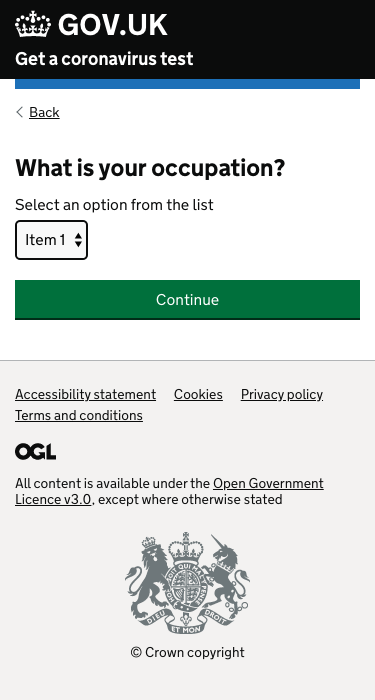 GOV.UK
Get a coronavirus test
Back
What is your occupation?
Select an option from the list
Item 1
Continue
Accessibility statement Cookies Privacy policy
Terms and conditions
OGL
All content is available under the Open Government
Licence v3.0, except where otherwise stated
DIEU ET MON DROIT
© Crown copyright